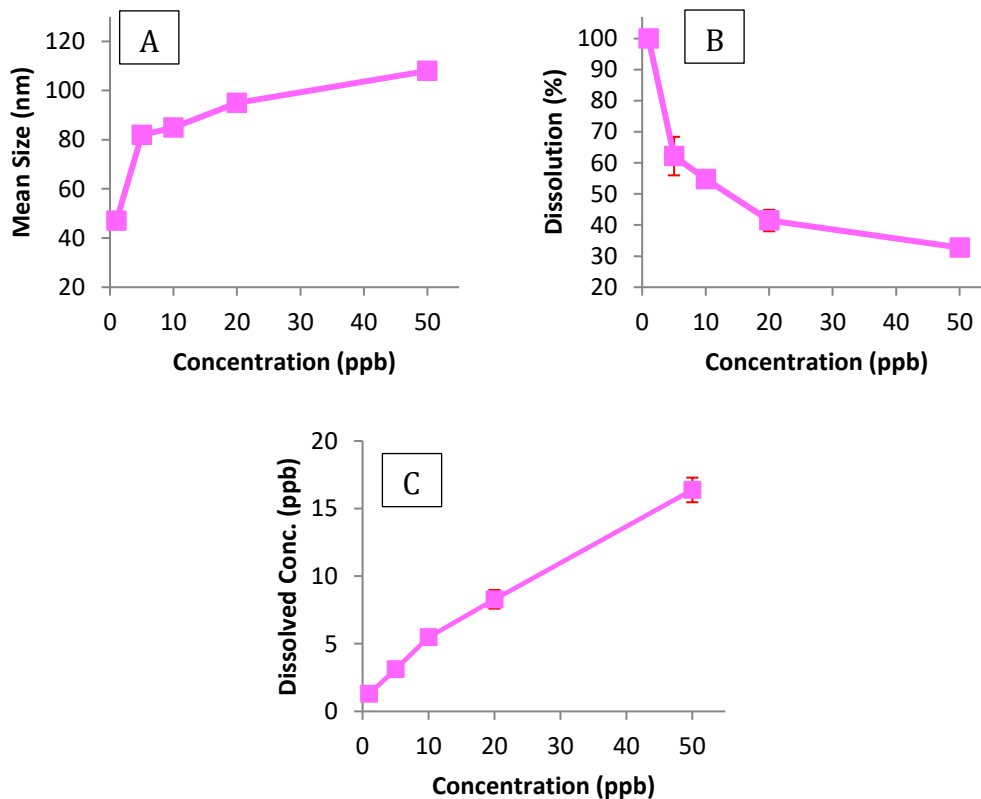 A
Mean Size (nm)
120
100
80
60
40
20
0 10 20 30 40 50
Concentration (ppb)
B
Dissolution (%)
100
90
80
70
60
50
40
30
20
0 10 20 30 40 50
Concentration (ppb)
C
Dissolved Conc. (ppb)
20
15
10
5
0
0 10 20 30 40 50
Concentration (ppb)